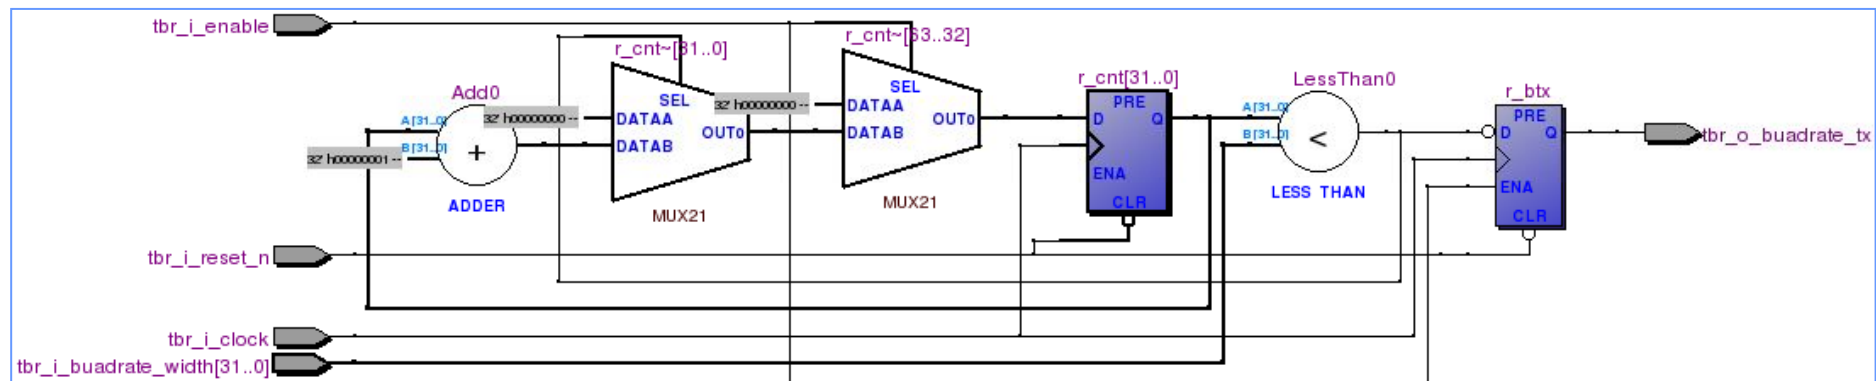 tbr_i_enable
r_cnt~[31..0]
r_cnt~[63..32]
r_cnt[31..0]
LessThan0
r_btx
Add0
SEL
SEL
PRE
PRE
32' h00000000 --
32' h00000000 --
DATAA
DATAA
DATAB
DATAB
OUT0
OUT0
A[31..0]
B[31..0]
+
32' h00000001 --
D
Q
ENA
CLR
A[31..0]
B[31..0]
<
D
Q
ENA
CLR
tbr_o_buadrate_tx
ADDER
MUX21
MUX21
LESS THAN
tbr_i_reset_n
tbr_i_clock
tbr_i_buadrate_width[31..0]